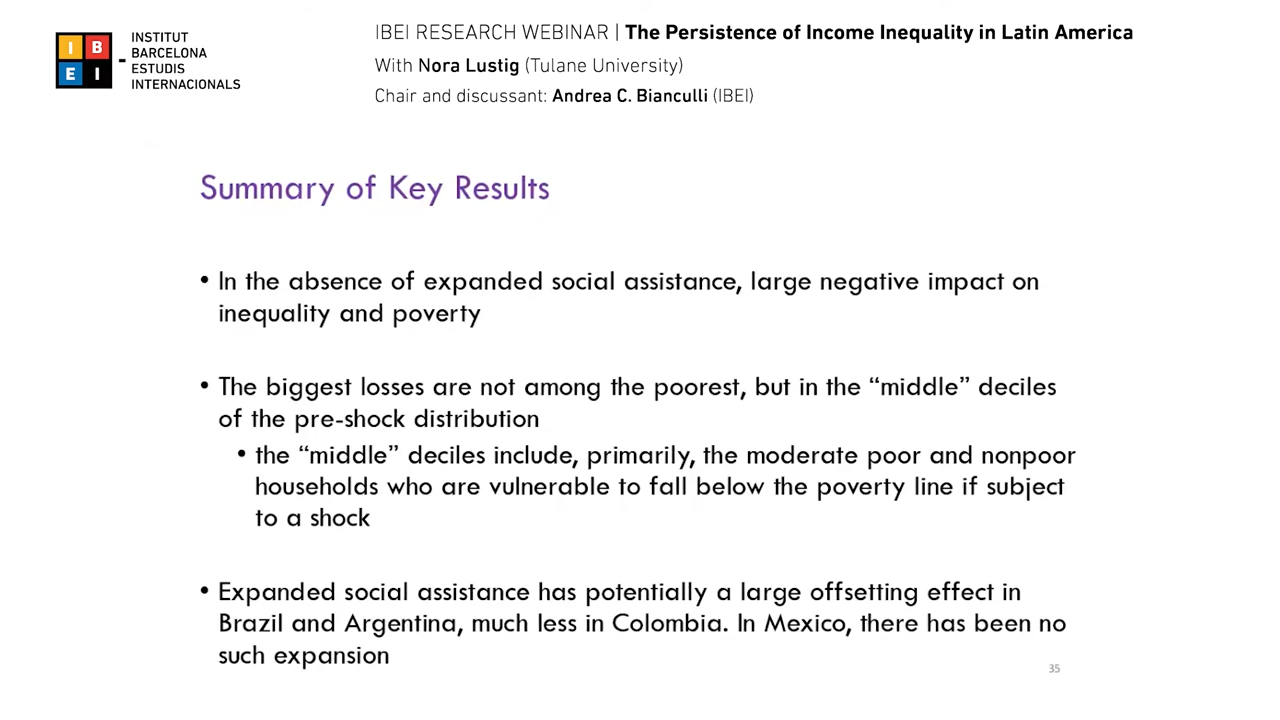 I B
E I
INSTITUT
BARCELONA
ESTUDIS
INTERNACIONALS
IBEI RESEARCH WEBINAR | The Persistence of Income Inequality in Latin America
With Nora Lustig (Tulane University)
Chair and discussant: Andrea C. Bianculli (IBEI)
Summary of Key Results
• In the absence of expanded social assistance, large negative impact on
inequality and poverty
• The biggest losses are not among the poorest, but in the “middle” deciles
of the pre-shock distribution
• the “middle” deciles include, primarily, the moderate poor and nonpoor
households who are vulnerable to fall below the poverty line if subject
to a shock
• Expanded social assistance has potentially a large offsetting effect in
Brazil and Argentina, much less in Colombia. In Mexico, there has been no
such expansion
35